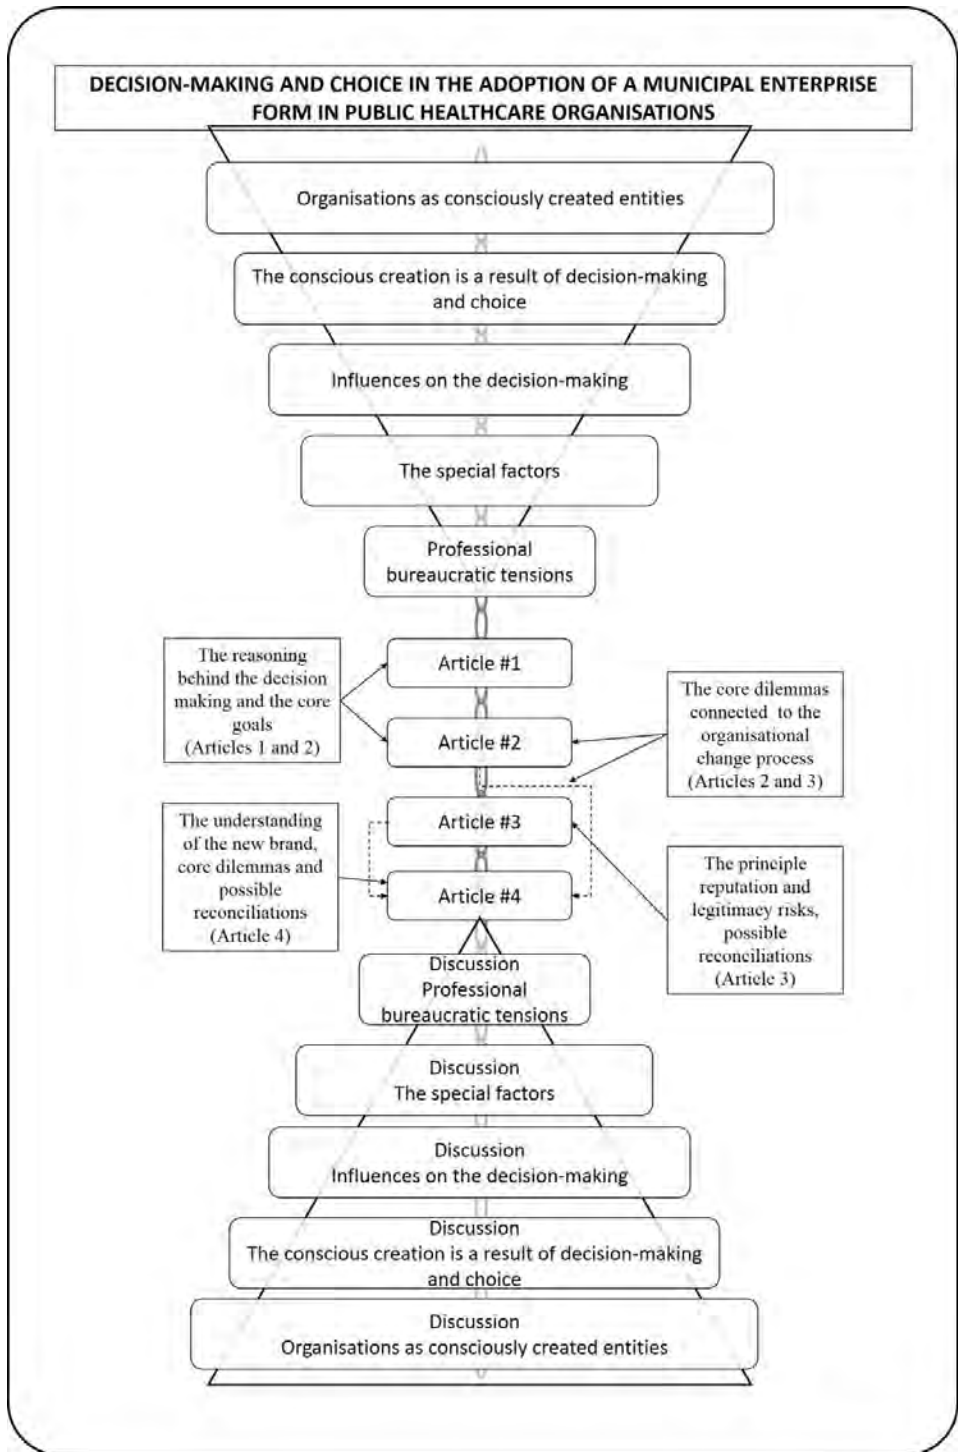 DECISION-MAKING AND CHOICE IN THE ADOPTION OF A MUNICIPAL ENTERPRISE
FORM IN PUBLIC HEALTHCARE ORGANISATIONS
Organisations as consciously created entities
The conscious creation is a result of decision-making
and choice
Influences on the decision-making
The special factors
Professional
bureaucratic tensions
The reasoning
behind the decision
making and the core
goals
(Articles 1 and 2)
Article #1
Article #2
The core dilemmas
connected to the
organisational
change process
(Articles 2 and 3)
The understanding
of the new brand,
core dilemmas and
possible
reconciliations
(Article 4)
Article #3
Article #4
The principle
reputation and
legitimacy risks,
possible
reconciliations
(Article 3)
Discussion
Professional
bureaucratic tensions
Discussion
The special factors
Discussion
Influences on the decision-making
Discussion
The conscious creation is a result of decision-making
and choice
Discussion
Organisations as consciously created entities